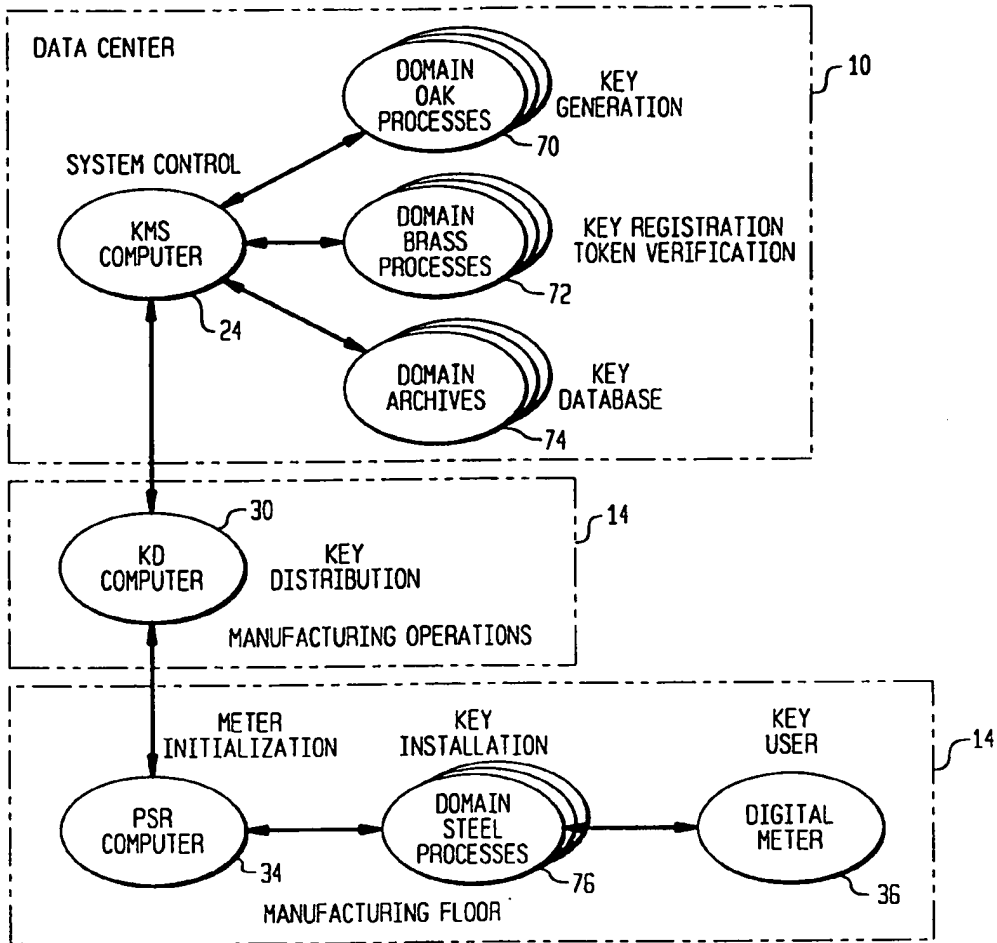 DATA CENTER
DOMAIN
OAK
PROCESSES
KEY
GENERATION
10
70
SYSTEM CONTROL
KMS
COMPUTER
24
DOMAIN
BRASS
PROCESSES
KEY REGISTRATION
TOKEN VERIFICATION
72
DOMAIN
ARCHIVES
KEY
DATABASE
74
30
KD
COMPUTER
KEY
DISTRIBUTION
14
MANUFACTURING OPERATIONS
METER
INITIALIZATION
KEY
INSTALLATION
KEY
USER
14
PSR
COMPUTER
34
DOMAIN
STEEL
PROCESSES
76
DIGITAL
METER
36
MANUFACTURING FLOOR